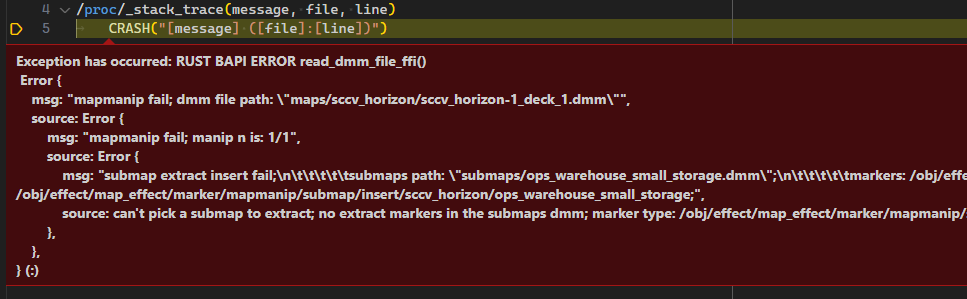 4 /proc/_stack_trace(message, file, line)
5 CRASH("[message] ([file]:[line])")
Exception has occurred: RUST BAPI ERROR read_dmm_file_ffi()
Error {
msg: "mapmanip fail; dmm file path: \"maps/sccv_horizon/sccv_horizon-1_deck_1.dmm\"",
source: Error {
msg: "mapmanip fail; manip n is: 1/1",
source: Error {
msg: "submap extract insert fail;\n\t\t\t\t\tsubmaps path: \"submaps/ops_warehouse_small_storage.dmm\";\n\t\t\t\t\tmarkers: /obj/effe
/obj/effect/map_effect/marker/mapmanip/submap/insert/sccv_horizon/ops_warehouse_small_storage;",
source: can't pick a submap to extract; no extract markers in the submaps dmm; marker type: /obj/effect/map_effect/marker/mapmanip/
},
},
} (:)